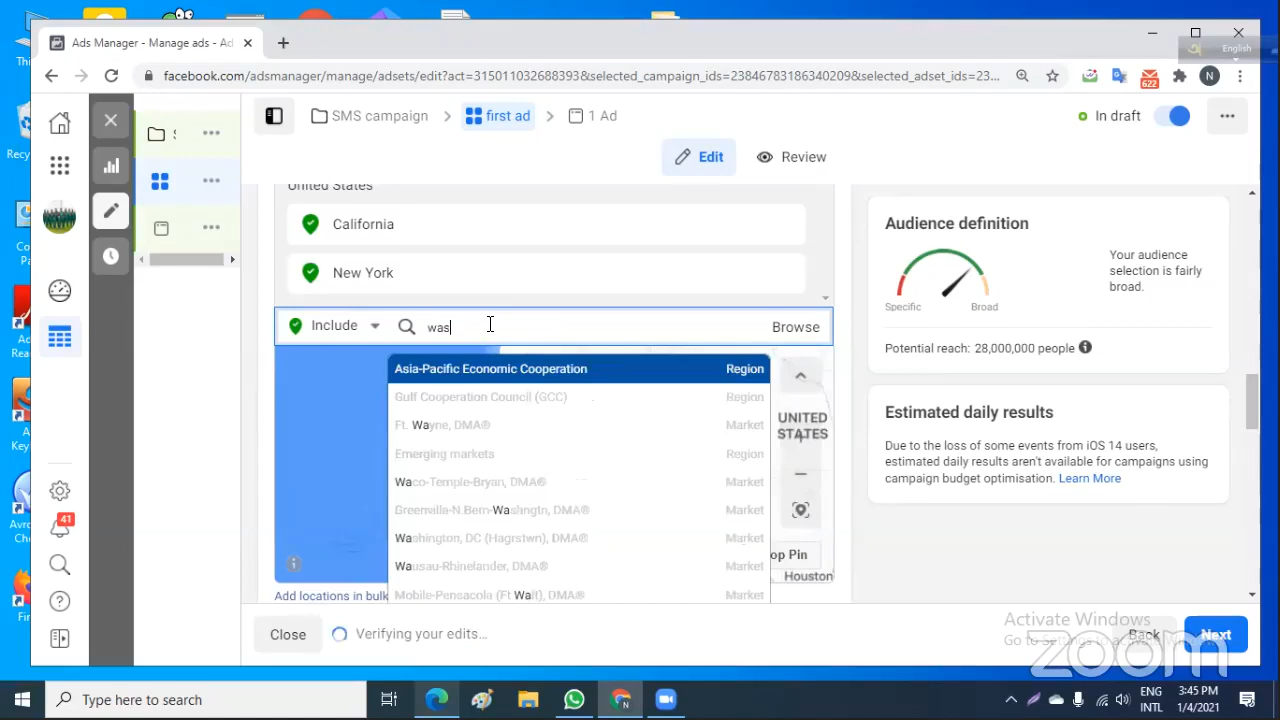 Ads Manager - Manage ads - Ad
English
facebook.com/adsmanager/manage/adsets/edit?act=315011032688393&selected_campaign_ids=23846783186340209&selected_adset_ids=23...
622
N
SMS campaign
first ad
1 Ad
In draft
Edit
Review
United States
California
New York
Include
was
Browse
Asia-Pacific Economic Cooperation Region
Gulf Cooperation Council (GCC) Region
Ft. Wayne, DMA® Market
Emerging markets Region
Waco-Temple-Bryan, DMA® Market
Greenville-N.Bern-Washngtn, DMA® Market
Washington, DC (Hagrstwn), DMA® Market
Wausau-Rhinelander, DMA® Market
Mobile-Pensacola (Ft Walt), DMA® Market
UNITED
STATES
op Pin
Houston
Add locations in bulk
Audience definition
Specific
Broad
Your audience
selection is fairly
broad.
Potential reach: 28,000,000 people
Estimated daily results
Due to the loss of some events from iOS 14 users,
estimated daily results aren't available for campaigns using
campaign budget optimisation. Learn More
41
Close
Verifying your edits...
Activate Windows
Go to Settings to a
Back
Next
zoom
Type here to search
ENG
INTL
3:45 PM
1/4/2021